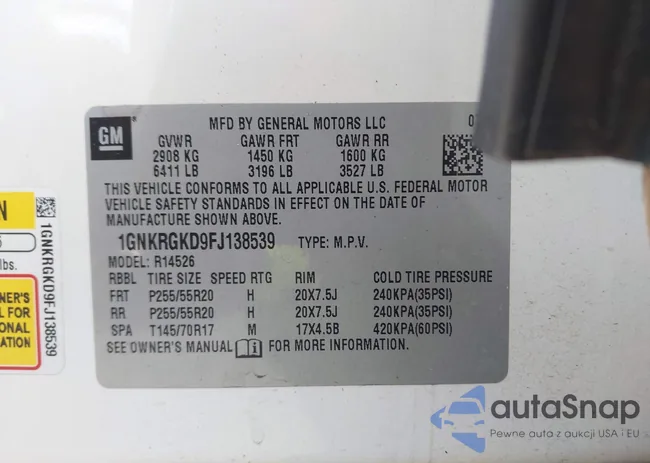 GM
MFD BY GENERAL MOTORS LLC
GVWR GAWR FRT GAWR RR
2908 KG 1450 KG 1600 KG
6411 LB 3196 LB 3527 LB
THIS VEHICLE CONFORMS TO ALL APPLICABLE U.S. FEDERAL MOTOR
VEHICLE SAFETY STANDARDS IN EFFECT ON THE DATE OF
MANUFACTURE SHOWN ABOVE.
1GNKRGKD9FJ138539 TYPE: M.P.V.
MODEL: R14526
RBBL TIRE SIZE SPEED RTG RIM COLD TIRE PRESSURE
FRT P255/55R20 H 20X7.5J 240KPA(35PSI)
RR P255/55R20 H 20X7.5J 240KPA(35PSI)
SPA T145/70R17 M 17X4.5B 420KPA(60PSI)
SEE OWNER'S MANUAL i FOR MORE INFORMATION.
N
lbs.
NER'S
FOR
ONAL
ATION
1GNKRGKD9FJ138539
autaSnap
Pewne auta z aukcji USA i EU